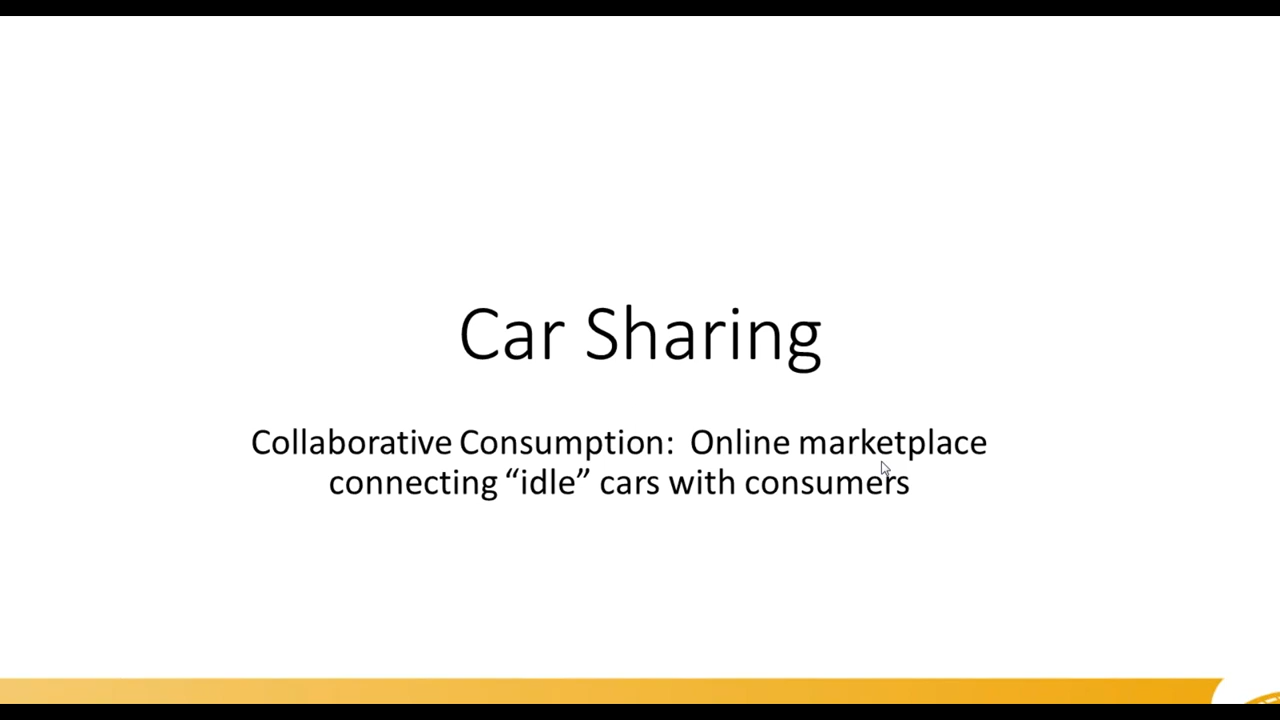 Car Sharing
Collaborative Consumption:  Online marketplace
connecting “idle” cars with consumers